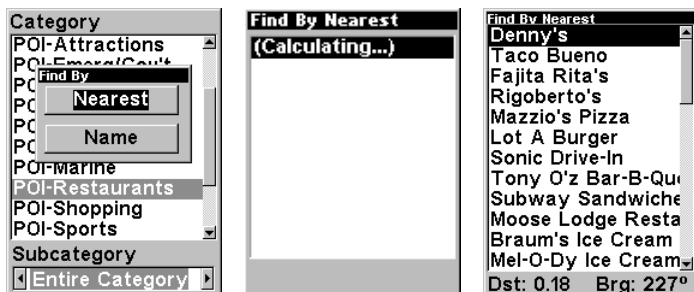 Category
POI-Attractions
Find By
Nearest
Name
POI-Marine
POI-Restaurants
POI-Shopping
POI-Sports
Subcategory
Entire Category
Find By Nearest
(Calculating...)
Find By Nearest
Denny's
Taco Bueno
Fajita Rita's
Rigoberto's
Mazzio's Pizza
Lot A Burger
Sonic Drive-In
Tony O'z Bar-B-Qu
Subway Sandwiche
Moose Lodge Resta
Braum's Ice Cream
Mel-O-Dy Ice Cream
Dst: 0.18 Brg: 227º